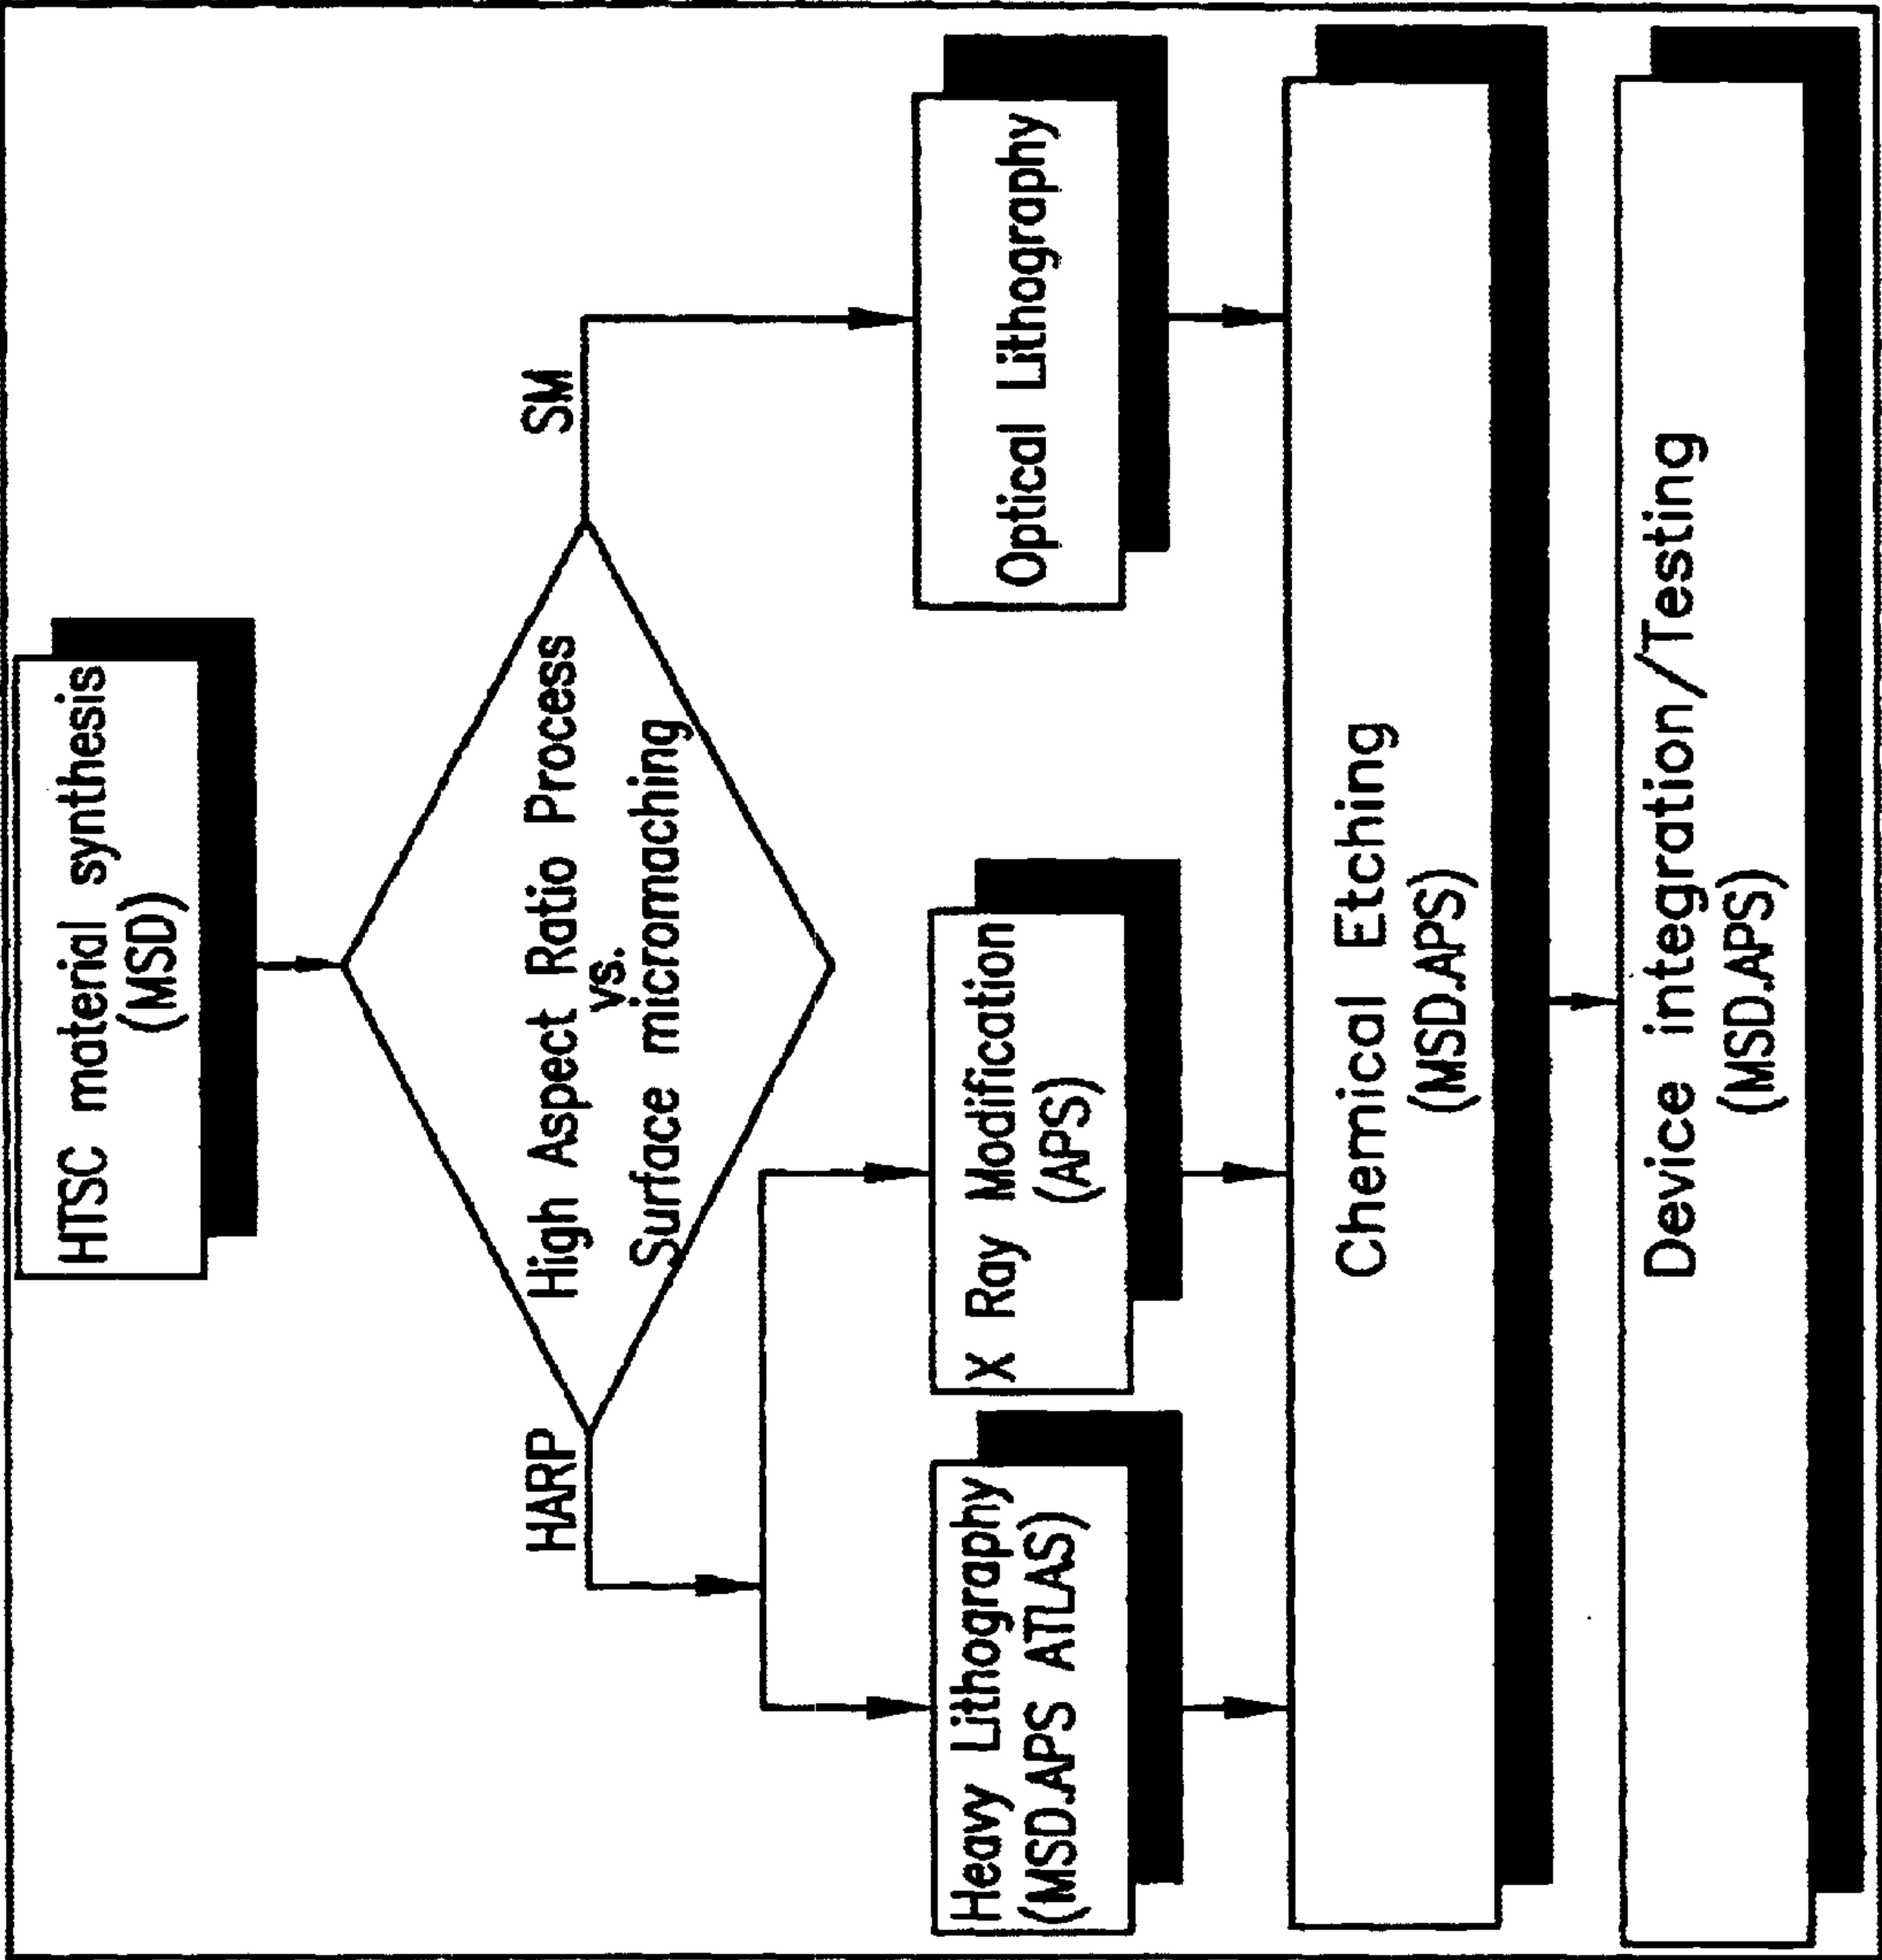 HTSC material synthesis
(MSD)
High Aspect Ratio Process
vs.
Surface micromaching
HARP
SM
Heavy Lithography
(MSD.APS ATLAS)
X Ray Modification
(APS)
Optical Lithography
Chemical Etching
(MSD.APS)
Device integration/Testing
(MSD.APS)